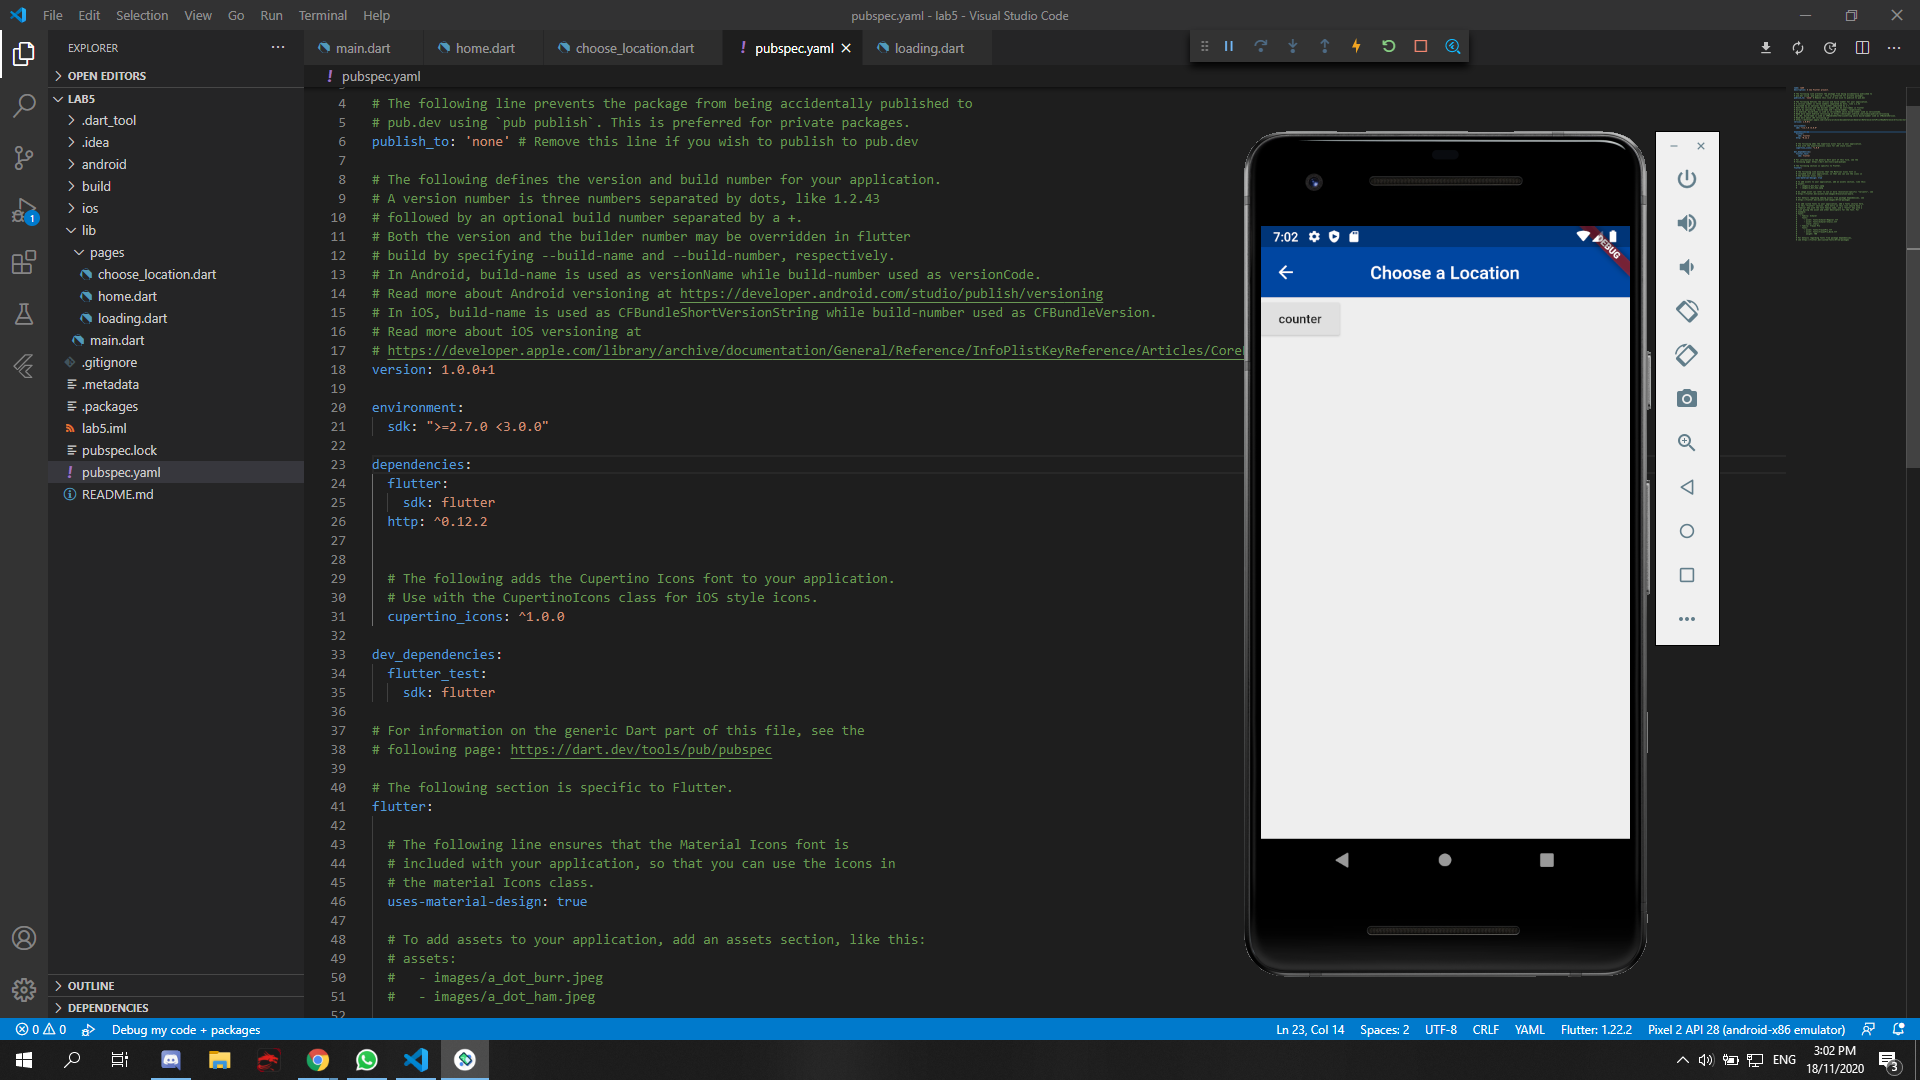 File Edit Selection View Go Run Terminal Help
pubspec.yaml - lab5 - Visual Studio Code
EXPLORER
OPEN EDITORS
LAB5
.dart_tool
.idea
android
build
ios
lib
pages
choose_location.dart
home.dart
loading.dart
main.dart
.gitignore
.metadata
.packages
lab5.iml
pubspec.lock
pubspec.yaml
README.md
OUTLINE
DEPENDENCIES
1
main.dart home.dart choose_location.dart pubspec.yaml loading.dart
pubspec.yaml
4 # The following line prevents the package from being accidentally published to
5 # pub.dev using `pub publish`. This is preferred for private packages.
6 publish_to: 'none' # Remove this line if you wish to publish to pub.dev
7
8 # The following defines the version and build number for your application.
9 # A version number is three numbers separated by dots, like 1.2.43
10 # followed by an optional build number separated by a +.
11 # Both the version and the builder number may be overridden in flutter
12 # build by specifying --build-name and --build-number, respectively.
13 # In Android, build-name is used as versionName while build-number used as versionCode.
14 # Read more about Android versioning at https://developer.android.com/studio/publish/versioning
15 # In iOS, build-name is used as CFBundleShortVersionString while build-number used as CFBundleVersion.
16 # Read more about iOS versioning at
17 # https://developer.apple.com/library/archive/documentation/General/Reference/InfoPlistKeyReference/Articles/Core
18 version: 1.0.0+1
19
20 environment:
21 sdk: ">=2.7.0 <3.0.0"
22
23 dependencies:
24 flutter:
25 sdk: flutter
26 http: ^0.12.2
27
28
29 # The following adds the Cupertino Icons font to your application.
30 # Use with the CupertinoIcons class for iOS style icons.
31 cupertino_icons: ^1.0.0
32
33 dev_dependencies:
34 flutter_test:
35 sdk: flutter
36
37 # For information on the generic Dart part of this file, see the
38 # following page: https://dart.dev/tools/pub/pubspec
39
40 # The following section is specific to Flutter.
41 flutter:
42
43 # The following line ensures that the Material Icons font is
44 # included with your application, so that you can use the icons in
45 # the material Icons class.
46 uses-material-design: true
47
48 # To add assets to your application, add an assets section, like this:
49 # assets:
50 # - images/a_dot_burr.jpeg
51 # - images/a_dot_ham.jpeg
52
7:02
DEBUG
Choose a Location
counter
0 0 Debug my code + packages
Ln 23, Col 14 Spaces: 2 UTF-8 CRLF YAML Flutter: 1.22.2 Pixel 2 API 28 (android-x86 emulator)
ENG
3:02 PM
18/11/2020
3